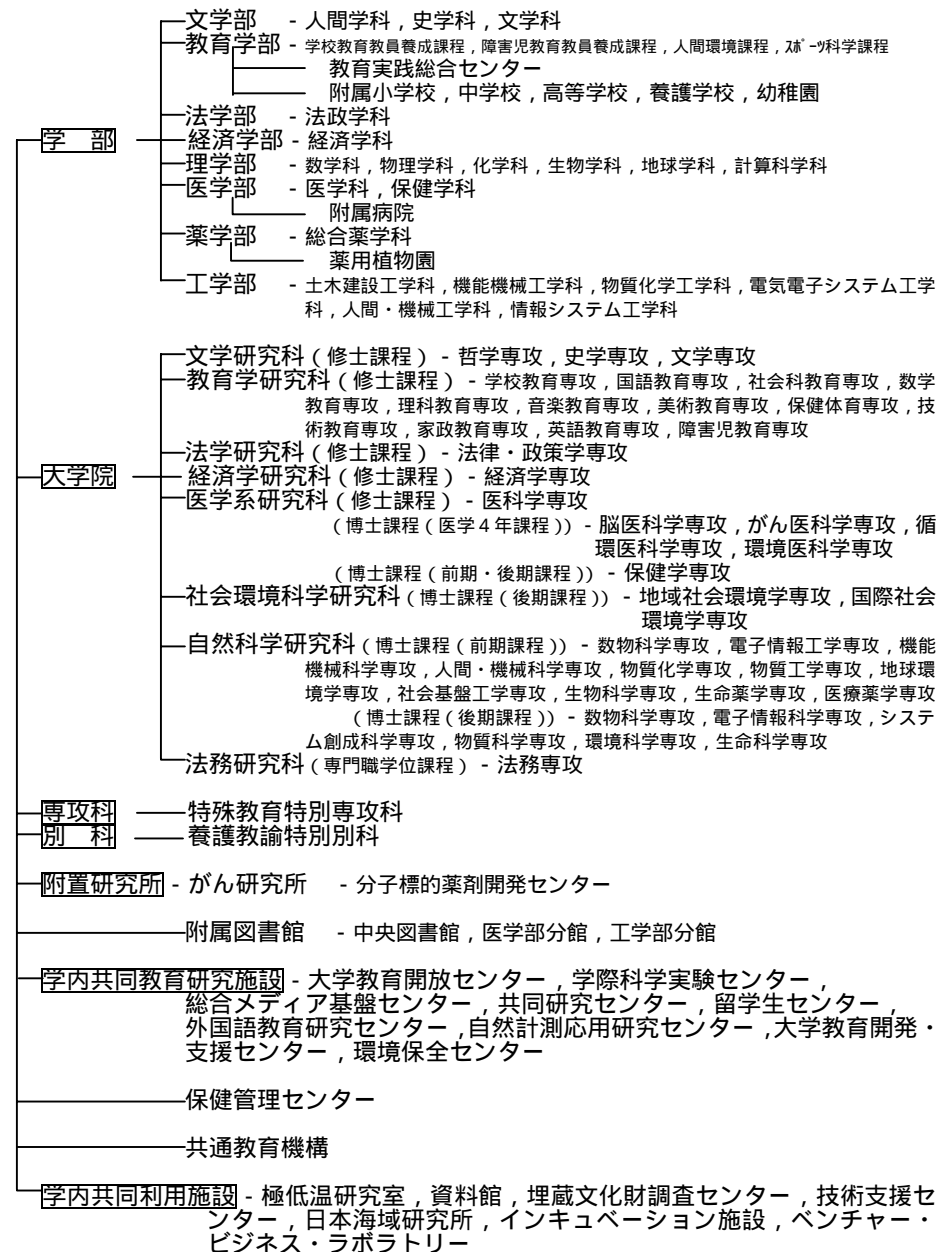 文学部 - 人間学科，史学科，文学科
教育学部 - 学校教育教員養成課程，障害児教育教員養成課程，人間環境課程，ｽﾎﾟｰﾂ科学課程
教育実践総合センター
附属小学校，中学校，高等学校，養護学校，幼稚園
法学部 - 法政学科
学 部
経済学部 - 経済学科
理学部 - 数学科，物理学科，化学科，生物学科，地球学科，計算科学科
医学部 - 医学科，保健学科
附属病院
薬学部 - 総合薬学科
薬用植物園
工学部 - 土木建設工学科，機能機械工学科，物質化学工学科，電気電子システム工学
科，人間・機械工学科，情報システム工学科
文学研究科（修士課程） - 哲学専攻，史学専攻，文学専攻
教育学研究科（修士課程） - 学校教育専攻，国語教育専攻，社会科教育専攻，数学
教育専攻，理科教育専攻，音楽教育専攻，美術教育専攻，保健体育専攻，技
術教育専攻，家政教育専攻，英語教育専攻，障害児教育専攻
法学研究科（修士課程） - 法律・政策学専攻
大学院
経済学研究科（修士課程） - 経済学専攻
医学系研究科（修士課程） - 医科学専攻
（博士課程（医学４年課程）） - 脳医科学専攻，がん医科学専攻，循
環医科学専攻，環境医科学専攻
（博士課程（前期・後期課程）） - 保健学専攻
社会環境科学研究科（博士課程（後期課程）） - 地域社会環境学専攻，国際社会
環境学専攻
自然科学研究科（博士課程（前期課程）） - 数物科学専攻，電子情報工学専攻，機能
機械科学専攻，人間・機械科学専攻，物質化学専攻，物質工学専攻，地球環
境学専攻，社会基盤工学専攻，生物科学専攻，生命薬学専攻，医療薬学専攻
（博士課程（後期課程）） - 数物科学専攻，電子情報科学専攻，システ
ム創成科学専攻，物質科学専攻，環境科学専攻，生命科学専攻
法務研究科（専門職学位課程） - 法務専攻
専攻科 特殊教育特別専攻科
別 科 養護教諭特別別科
附置研究所 - がん研究所 - 分子標的薬剤開発センター
附属図書館 - 中央図書館，医学部分館，工学部分館
学内共同教育研究施設 - 大学教育開放センター，学際科学実験センター，
総合メディア基盤センター，共同研究センター，留学生センター，
外国語教育研究センター，自然計測応用研究センター，大学教育開発・
支援センター，環境保全センター
保健管理センター
共通教育機構
学内共同利用施設 - 極低温研究室，資料館，埋蔵文化財調査センター，技術支援セ
ンター，日本海域研究所，インキュベーション施設，ベンチャー・
ビジネス・ラボラトリー